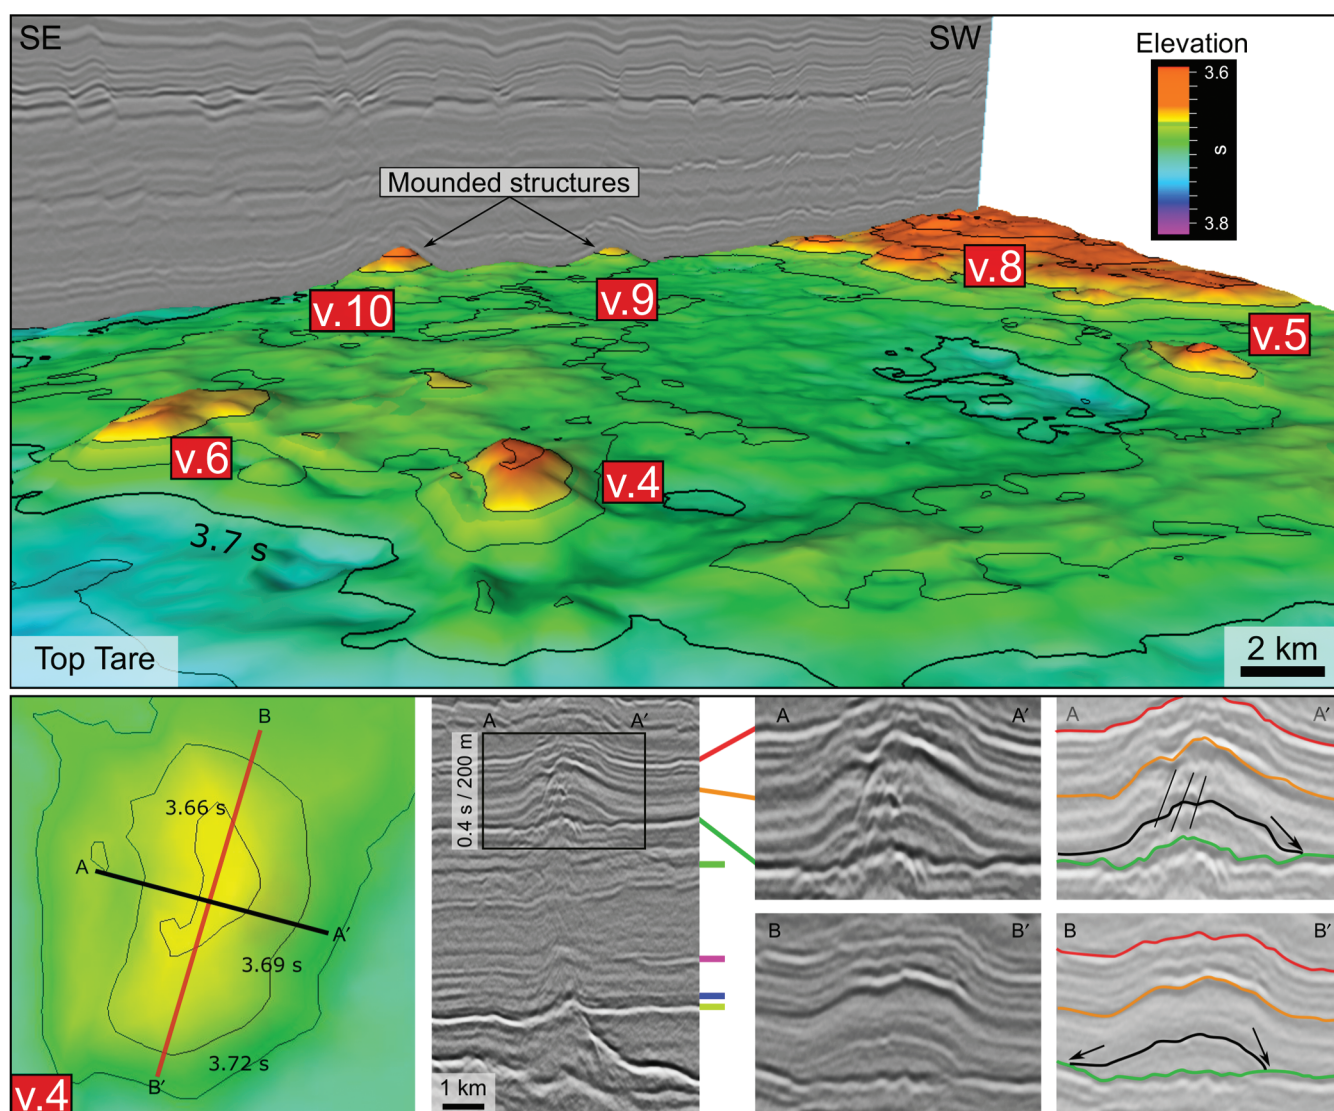 SE
SW
Elevation
3.6
s
3.8
Mounded structures
v.10
v.9
v.8
v.5
v.6
v.4
3.7 s
Top Tare
2 km
B
3.66 s
A
A′
3.69 s
3.72 s
B′
v.4
A
A′
0.4 s / 200 m
1 km
A
A′
A
A′
B
B′
B
B′